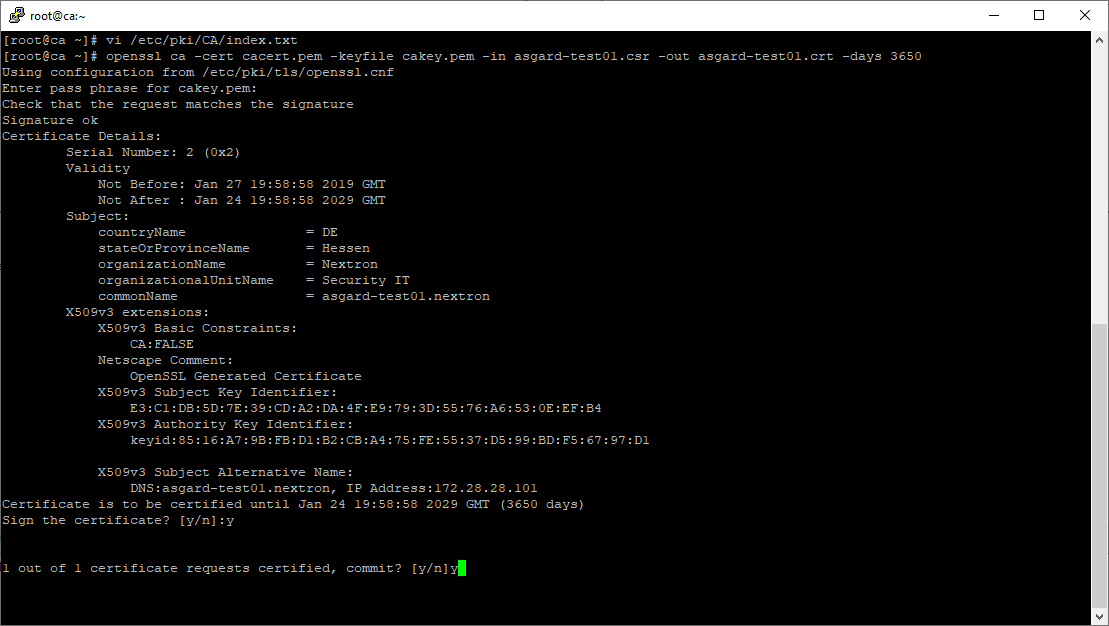 root@ca:~
[root@ca ~]# vi /etc/pki/CA/index.txt
[root@ca ~]# openssl ca -cert cacert.pem -keyfile cakey.pem -in asgard-test01.csr -out asgard-test01.crt -days 3650
Using configuration from /etc/pki/tls/openssl.cnf
Enter pass phrase for cakey.pem:
Check that the request matches the signature
Signature ok
Certificate Details:
        Serial Number: 2 (0x2)
        Validity
            Not Before: Jan 27 19:58:58 2019 GMT
            Not After : Jan 24 19:58:58 2029 GMT
        Subject:
            countryName               = DE
            stateOrProvinceName       = Hessen
            organizationName          = Nextron
            organizationalUnitName    = Security IT
            commonName                = asgard-test01.nextron
        X509v3 extensions:
            X509v3 Basic Constraints:
                CA:FALSE
            Netscape Comment:
                OpenSSL Generated Certificate
            X509v3 Subject Key Identifier:
                E3:C1:DB:5D:7E:39:CD:A2:DA:4F:E9:79:3D:55:76:A6:53:0E:EF:B4
            X509v3 Authority Key Identifier:
                keyid:85:16:A7:9B:FB:D1:B2:CB:A4:75:FE:55:37:D5:99:BD:F5:67:97:D1
            X509v3 Subject Alternative Name:
                DNS:asgard-test01.nextron, IP Address:172.28.28.101
Certificate is to be certified until Jan 24 19:58:58 2029 GMT (3650 days)
Sign the certificate? [y/n]:y
1 out of 1 certificate requests certified, commit? [y/n]y